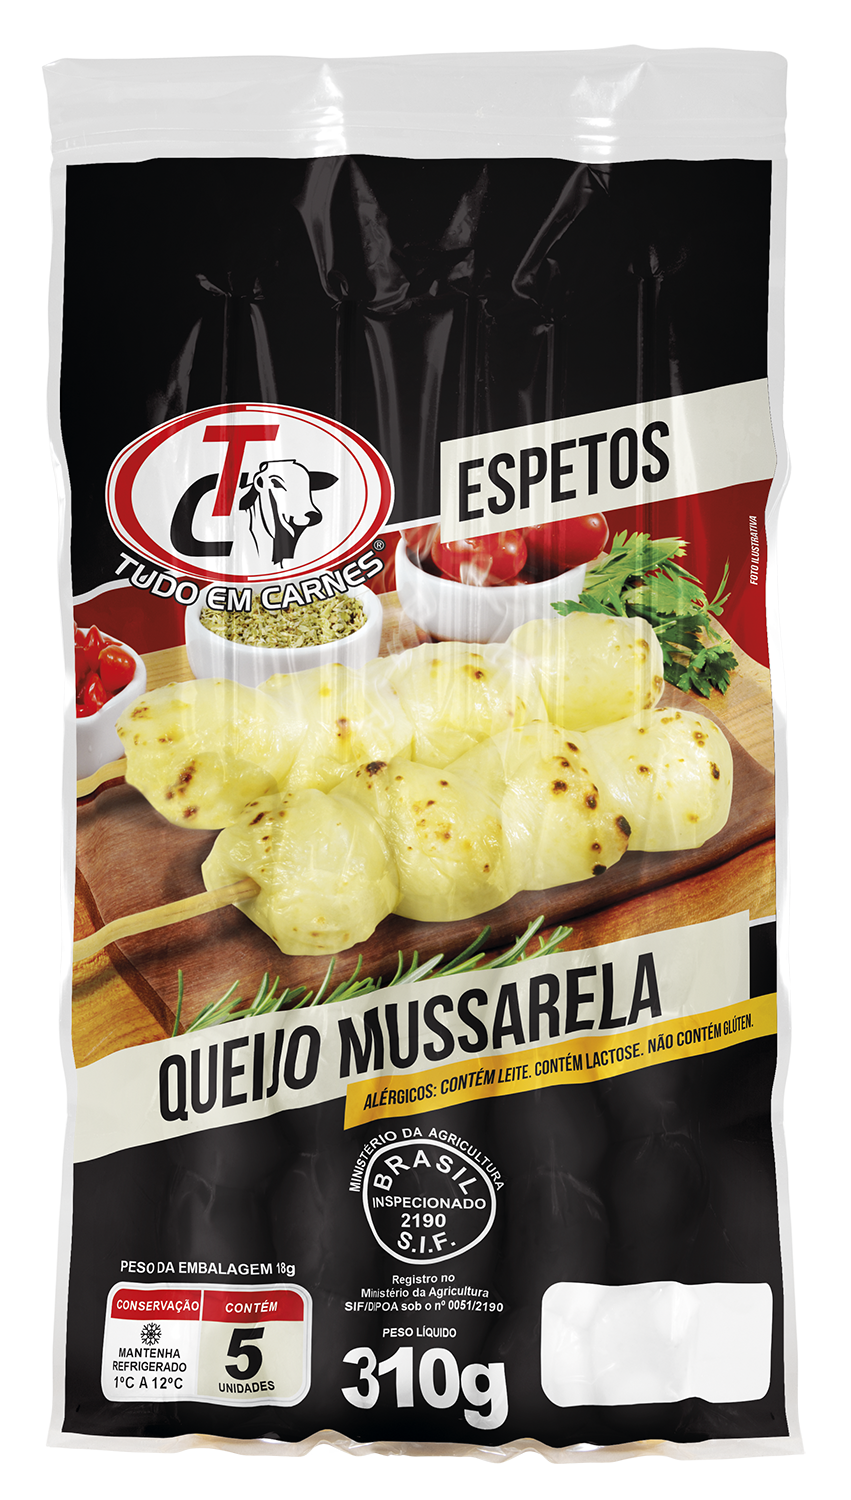 ESPETOS
TC
TUDO EM CARNES®
FOTO ILUSTRATIVA
QUEIJO MUSSARELA
ALÉRGICOS: CONTÉM LEITE. CONTÉM LACTOSE. NÃO CONTÉM GLÚTEN.
MINISTÉRIO DA AGRICULTURA
BRASIL
INSPECIONADO
2190
S.I.F.
PESO DA EMBALAGEM 18g
CONSERVAÇÃO
MANTENHA
REFRIGERADO
1ºC A 12ºC
CONTÉM
5
UNIDADES
Registro no
Ministério da Agricultura
SIF/DIPOA sob o nº 0051/2190
PESO LÍQUIDO
310g